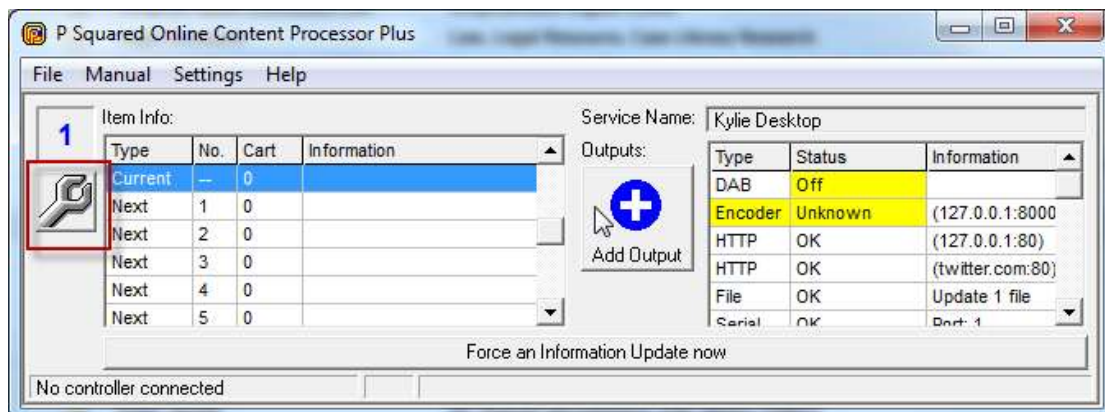 P Squared Online Content Processor Plus
File Manual Settings Help
1
Item Info:
Type No. Cart Information
Current -- 0
Next 1 0
Next 2 0
Next 3 0
Next 4 0
Next 5 0
Service Name: Kylie Desktop
Outputs:
Add Output
Type Status Information
DAB Off
Encoder Unknown (127.0.0.1:8000
HTTP OK (127.0.0.1:80)
HTTP OK (twitter.com:80)
File OK Update 1 file
Serial OK Port: 1
Force an Information Update now
No controller connected